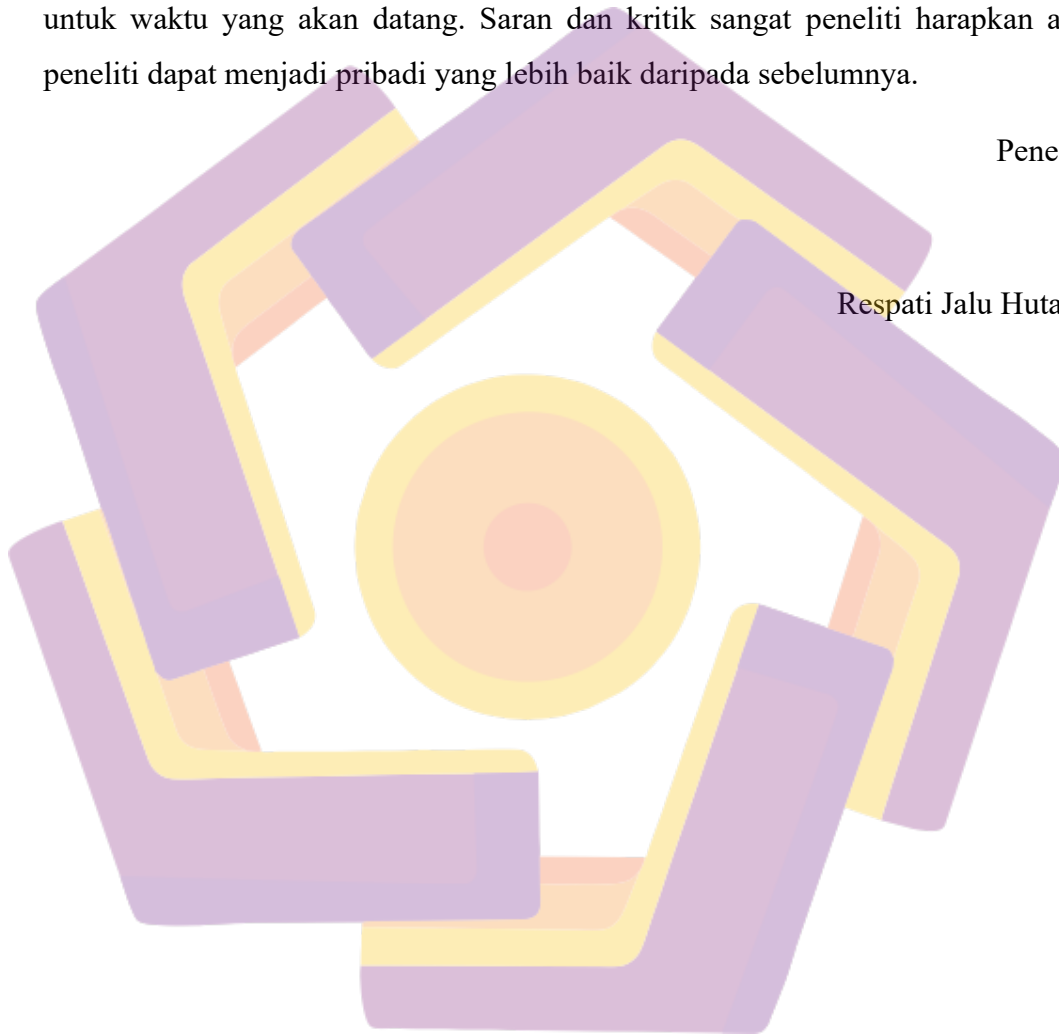 untuk waktu yang akan datang. Saran dan kritik sangat peneliti harapkan a
peneliti dapat menjadi pribadi yang lebih baik daripada sebelumnya.
Pene
Respati Jalu Huta